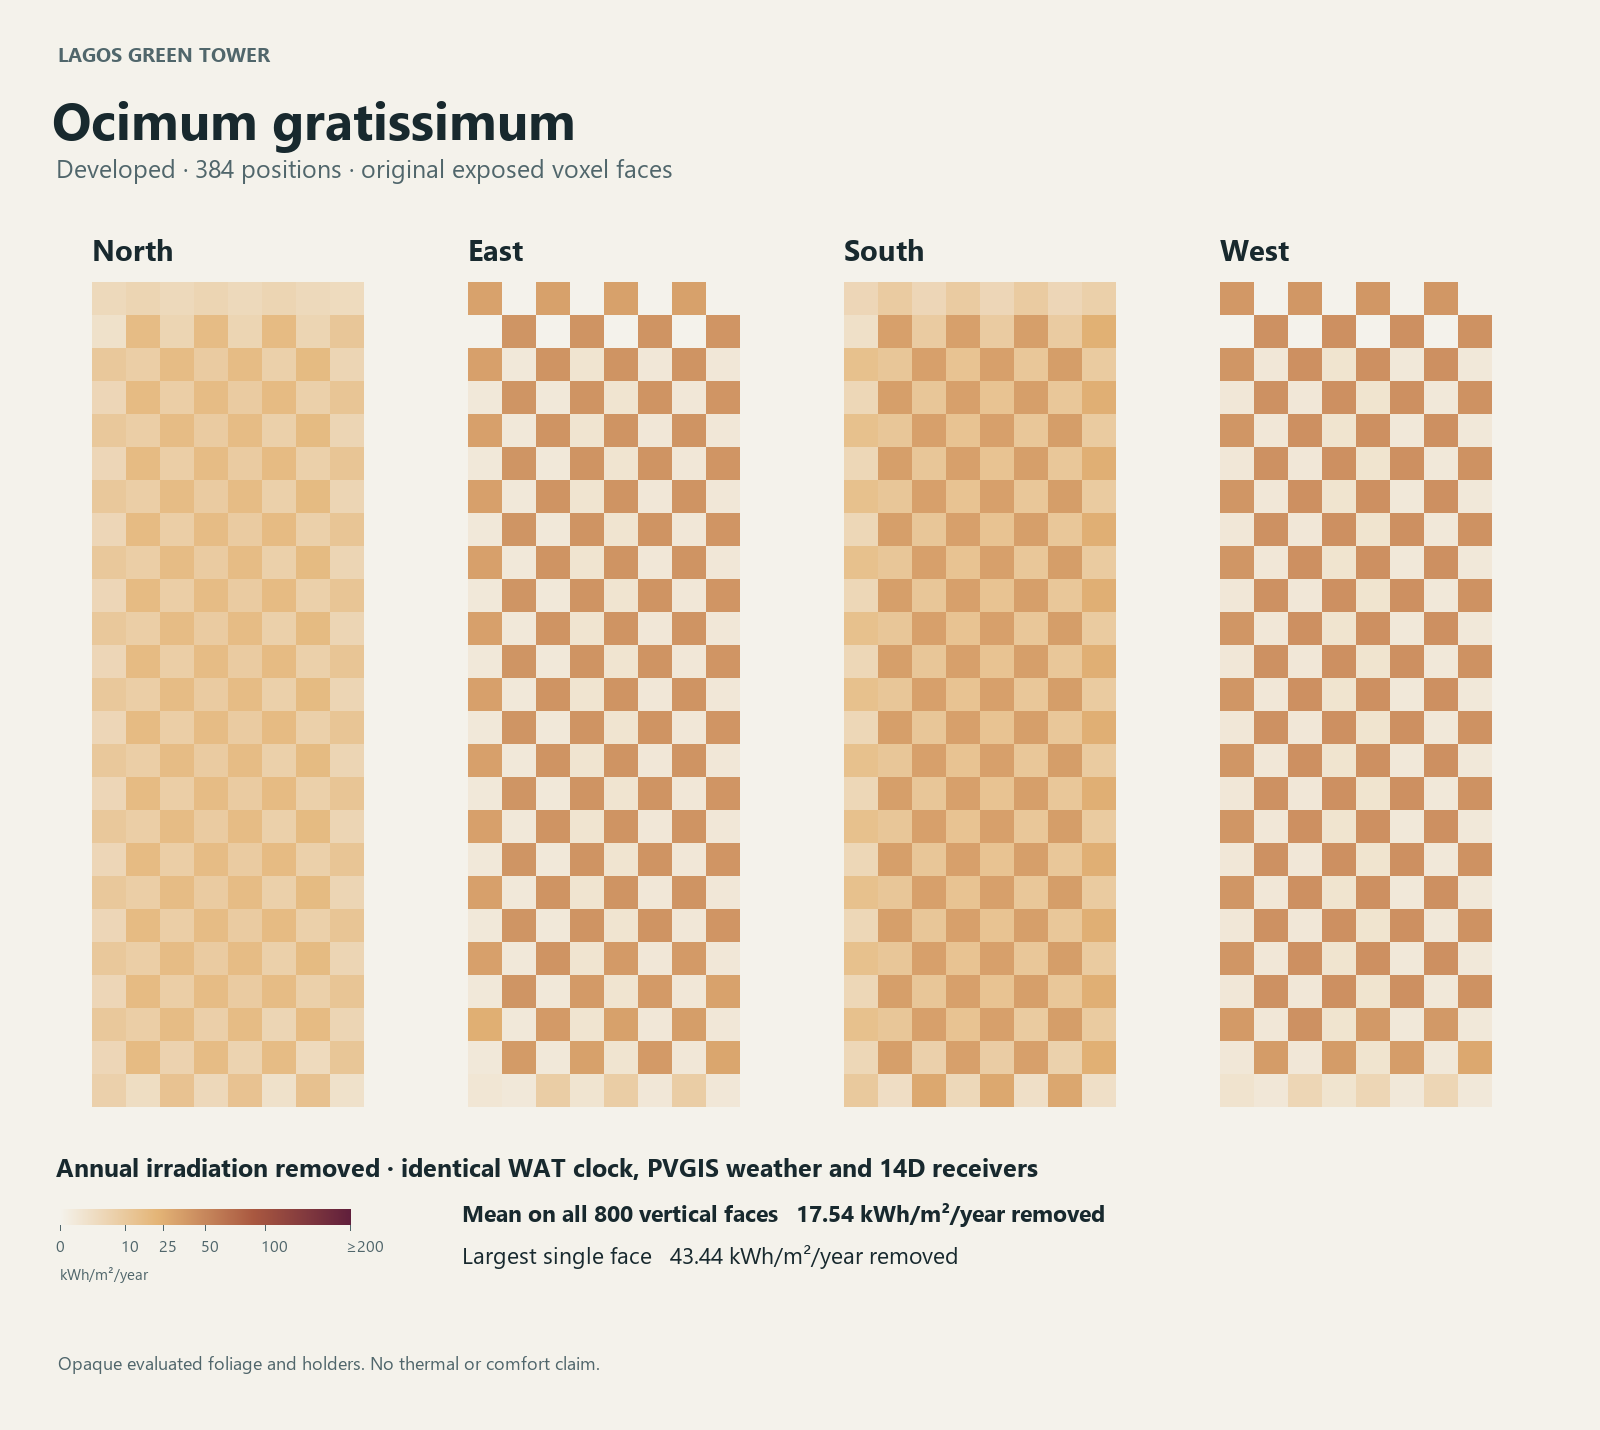 LAGOS GREEN TOWER
Ocimum gratissimum
Developed · 384 positions · original exposed voxel faces
North East South West
Annual irradiation removed · identical WAT clock, PVGIS weather and 14D receivers
Mean on all 800 vertical faces 17.54 kWh/m²/year removed
0 10 25 50 100 ≥200
Largest single face 43.44 kWh/m²/year removed
kWh/m²/year
Opaque evaluated foliage and holders. No thermal or comfort claim.